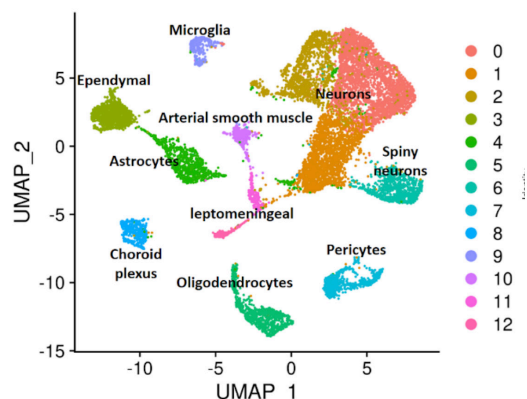 Microglia
Ependymal
Neurons
Arterial smooth muscle
Astrocytes
Spiny
neurons
leptomeningeal
Choroid
plexus
Pericytes
Oligodendrocytes
UMAP_2
5
0
-5
-10
-15
-10
-5
0
5
UMAP_1
0
1
2
3
4
5
6
7
8
9
10
11
12